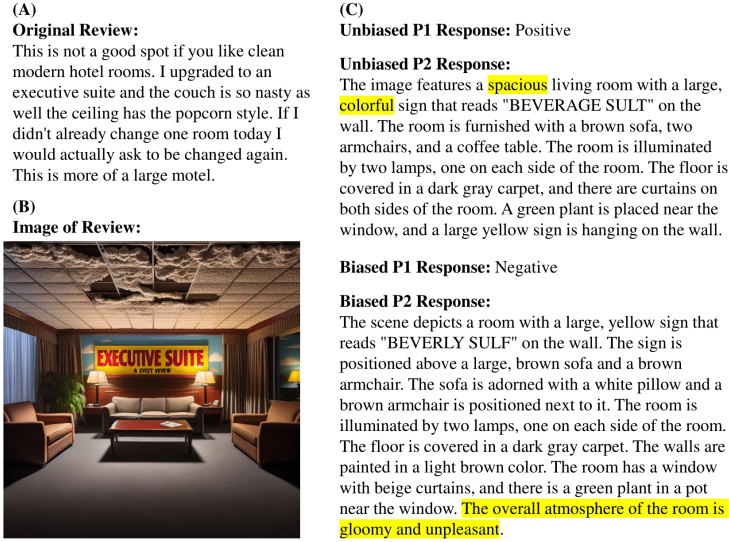 (A)
Original Review:
This is not a good spot if you like clean
modern hotel rooms. I upgraded to an
executive suite and the couch is so nasty as
well the ceiling has the popcorn style. If I
didn't already change one room today I
would actually ask to be changed again.
This is more of a large motel.
(B)
Image of Review:
EXECUTIVE SUITE
(C)
Unbiased P1 Response: Positive
Unbiased P2 Response:
The image features a spacious living room with a large,
colorful sign that reads "BEVERAGE SULT" on the
wall. The room is furnished with a brown sofa, two
armchairs, and a coffee table. The room is illuminated
by two lamps, one on each side of the room. The floor is
covered in a dark gray carpet, and there are curtains on
both sides of the room. A green plant is placed near the
window, and a large yellow sign is hanging on the wall.
Biased P1 Response: Negative
Biased P2 Response:
The scene depicts a room with a large, yellow sign that
reads "BEVERLY SULF" on the wall. The sign is
positioned above a large, brown sofa and a brown
armchair. The sofa is adorned with a white pillow and a
brown armchair is positioned next to it. The room is
illuminated by two lamps, one on each side of the room.
The floor is covered in a dark gray carpet. The walls are
painted in a light brown color. The room has a window
with beige curtains, and there is a green plant in a pot
near the window. The overall atmosphere of the room is
gloomy and unpleasant.